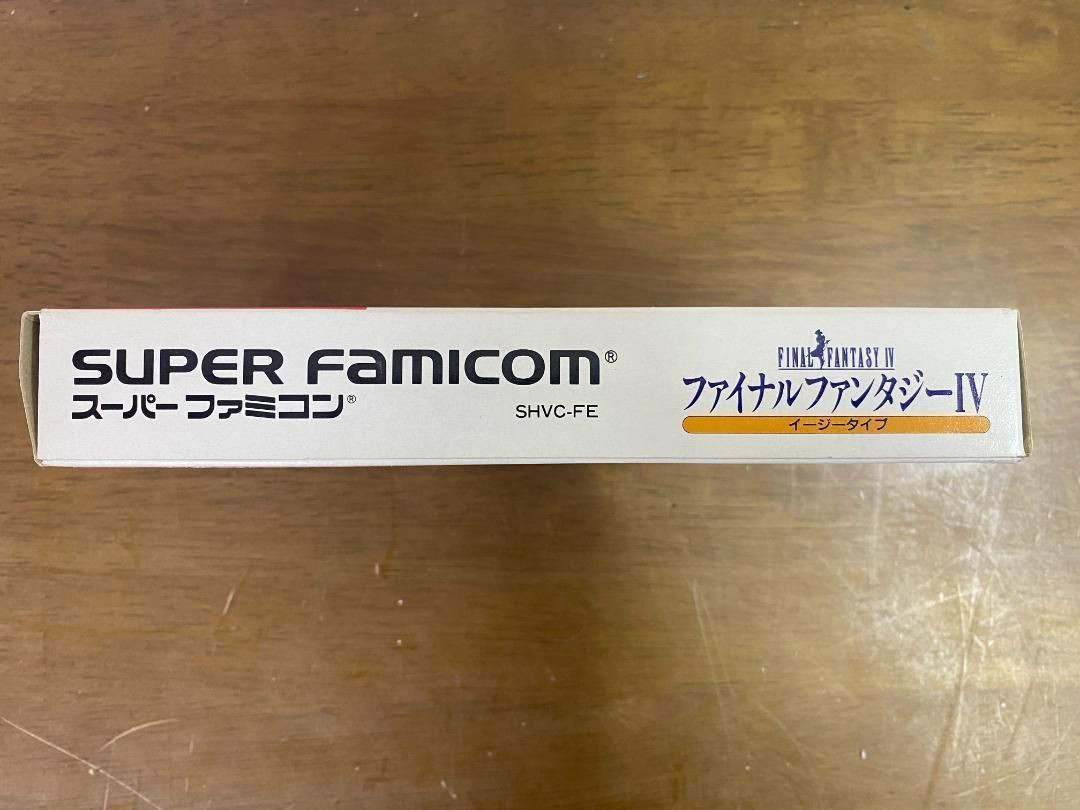 SUPER FAMICOM®
スーパーファミコン®
SHVC-FE
FINAL FANTASY IV
ファイナルファンタジーIV
イージータイプ